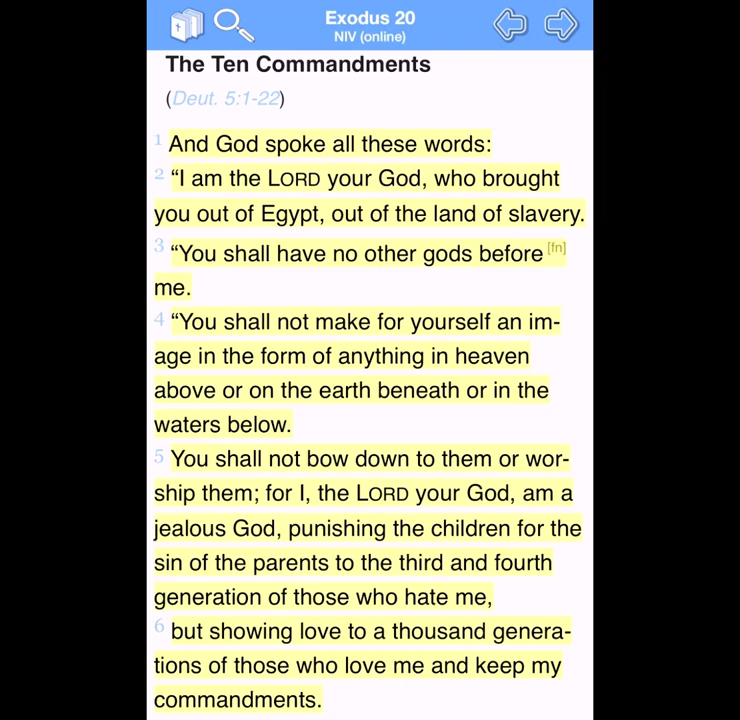 Exodus 20
NIV (online)
The Ten Commandments
(Deut. 5:1-22)
1 And God spoke all these words:
2 “I am the LORD your God, who brought
you out of Egypt, out of the land of slavery.
3 “You shall have no other gods before [fn]
me.
4 “You shall not make for yourself an im-
age in the form of anything in heaven
above or on the earth beneath or in the
waters below.
5 You shall not bow down to them or wor-
ship them; for I, the LORD your God, am a
jealous God, punishing the children for the
sin of the parents to the third and fourth
generation of those who hate me,
6 but showing love to a thousand genera-
tions of those who love me and keep my
commandments.